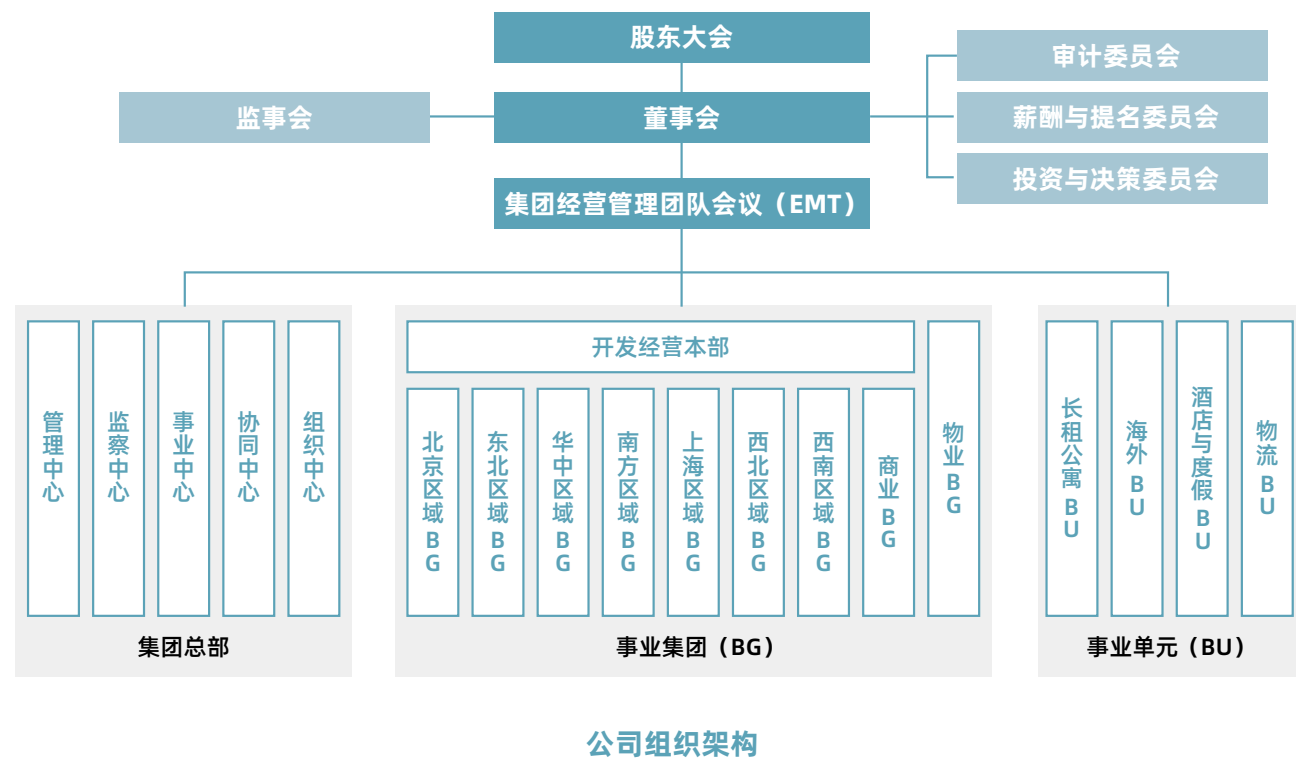 股东大会
审计委员会
监事会
董事会
薪酬与提名委员会
投资与决策委员会
集团经营管理团队会议（EMT）
管理中心
监察中心
事业中心
协同中心
组织中心
集团总部
开发经营本部
北京区域BG
东北区域BG
华中区域BG
南方区域BG
上海区域BG
西北区域BG
西南区域BG
商业BG
物业BG
事业集团（BG）
长租公寓BU
海外BU
酒店与度假BU
物流BU
事业单元（BU）
公司组织架构